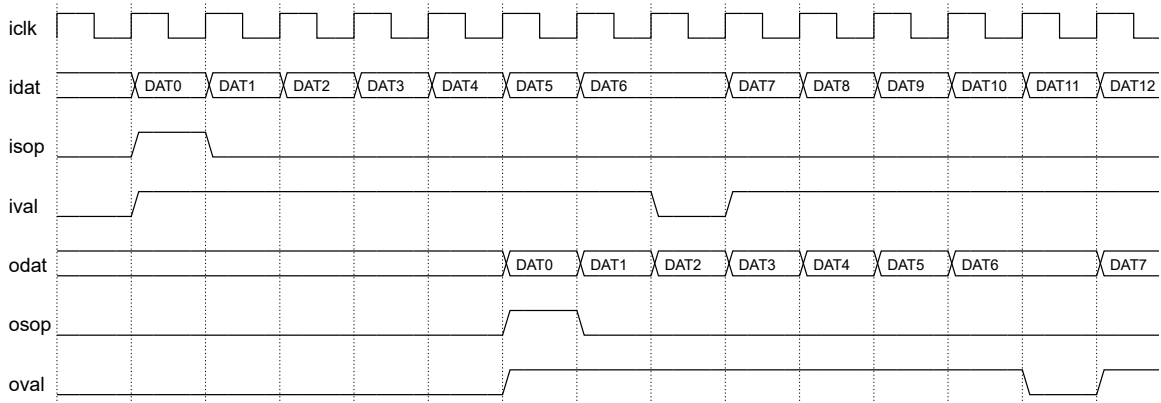 iclk
idat DAT0 DAT1 DAT2 DAT3 DAT4 DAT5 DAT6 DAT7 DAT8 DAT9 DAT10 DAT11 DAT12
isop
ival
odat DAT0 DAT1 DAT2 DAT3 DAT4 DAT5 DAT6 DAT7
osop
oval